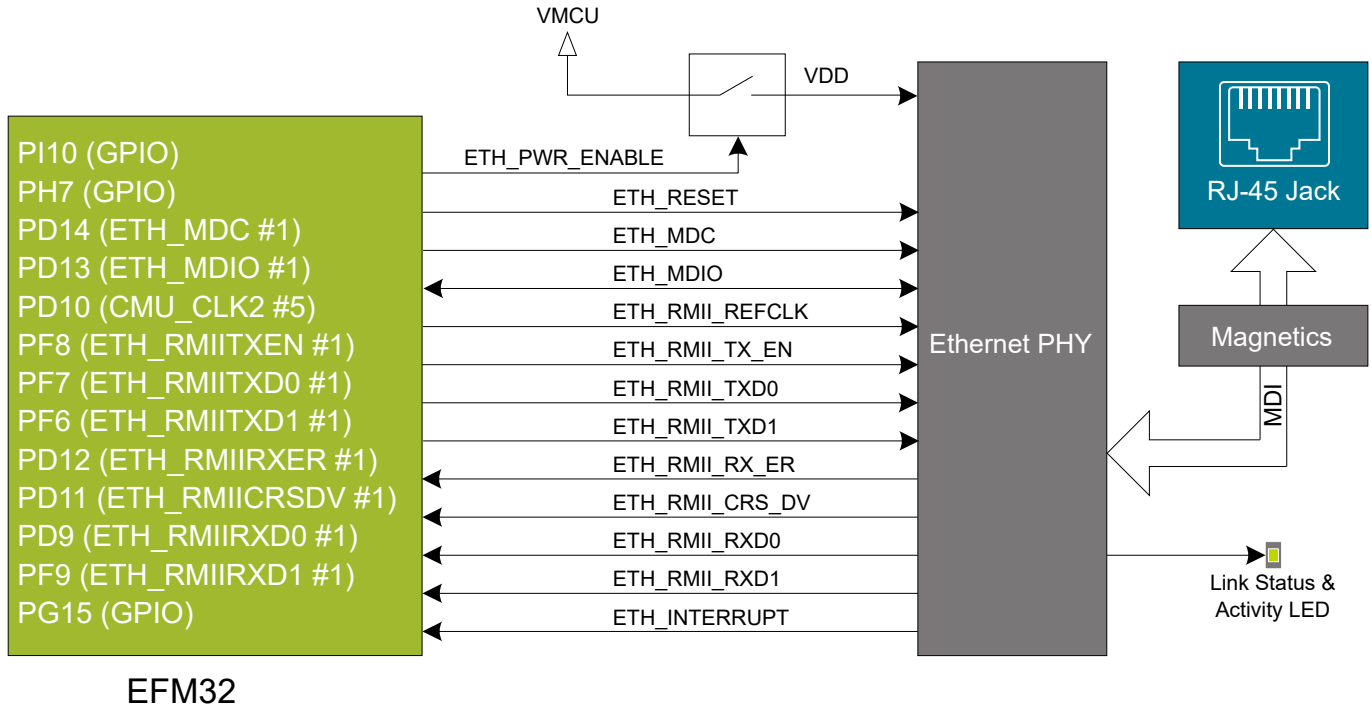 VMCU
VDD
PI10 (GPIO)
PH7 (GPIO)
PD14 (ETH_MDC #1)
PD13 (ETH_MDIO #1)
PD10 (CMU_CLK2 #5)
PF8 (ETH_RMIITXEN #1)
PF7 (ETH_RMIITXD0 #1)
PF6 (ETH_RMIITXD1 #1)
PD12 (ETH_RMIIRXER #1)
PD11 (ETH_RMIICRSDV #1)
PD9 (ETH_RMIIRXD0 #1)
PF9 (ETH_RMIIRXD1 #1)
PG15 (GPIO)
EFM32
ETH_PWR_ENABLE
ETH_RESET
ETH_MDC
ETH_MDIO
ETH_RMII_REFCLK
ETH_RMII_TX_EN
ETH_RMII_TXD0
ETH_RMII_TXD1
ETH_RMII_RX_ER
ETH_RMII_CRS_DV
ETH_RMII_RXD0
ETH_RMII_RXD1
ETH_INTERRUPT
Ethernet PHY
RJ-45 Jack
Magnetics
MDI
Link Status &
Activity LED